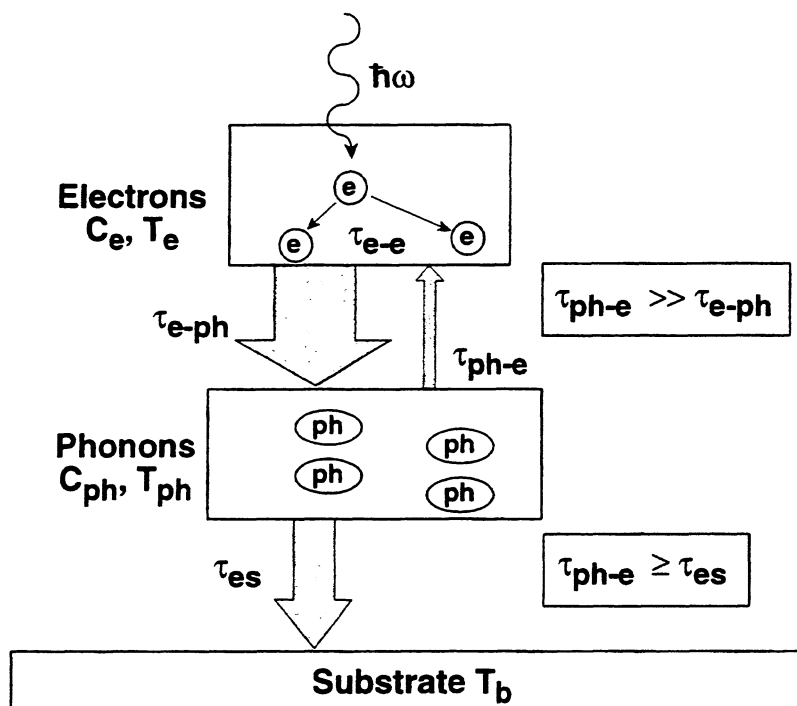 ħω
e
Electrons
Cₑ, Tₑ
e
τₑ₋ₑ
e
τph-e >> τe-ph
τe-ph
τph-e
ph
ph
Phonons
Cph, Tph
ph
ph
τes
τph-e ≥ τes
Substrate Tb